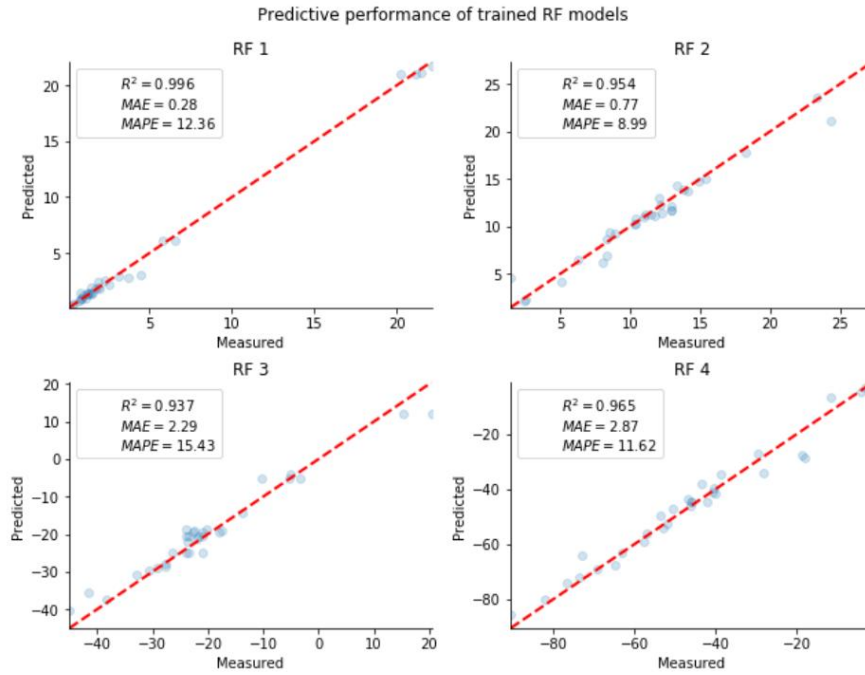 Predictive performance of trained RF models
RF 1
R² = 0.996
MAE = 0.28
MAPE = 12.36
20
15
10
5
Predicted
5 10 15 20
Measured
RF 2
R² = 0.954
MAE = 0.77
MAPE = 8.99
25
20
15
10
5
Predicted
5 10 15 20 25
Measured
RF 3
R² = 0.937
MAE = 2.29
MAPE = 15.43
20
10
0
−10
−20
−30
−40
Predicted
−40 −30 −20 −10 0 10 20
Measured
RF 4
R² = 0.965
MAE = 2.87
MAPE = 11.62
−20
−40
−60
−80
Predicted
−80 −60 −40 −20
Measured